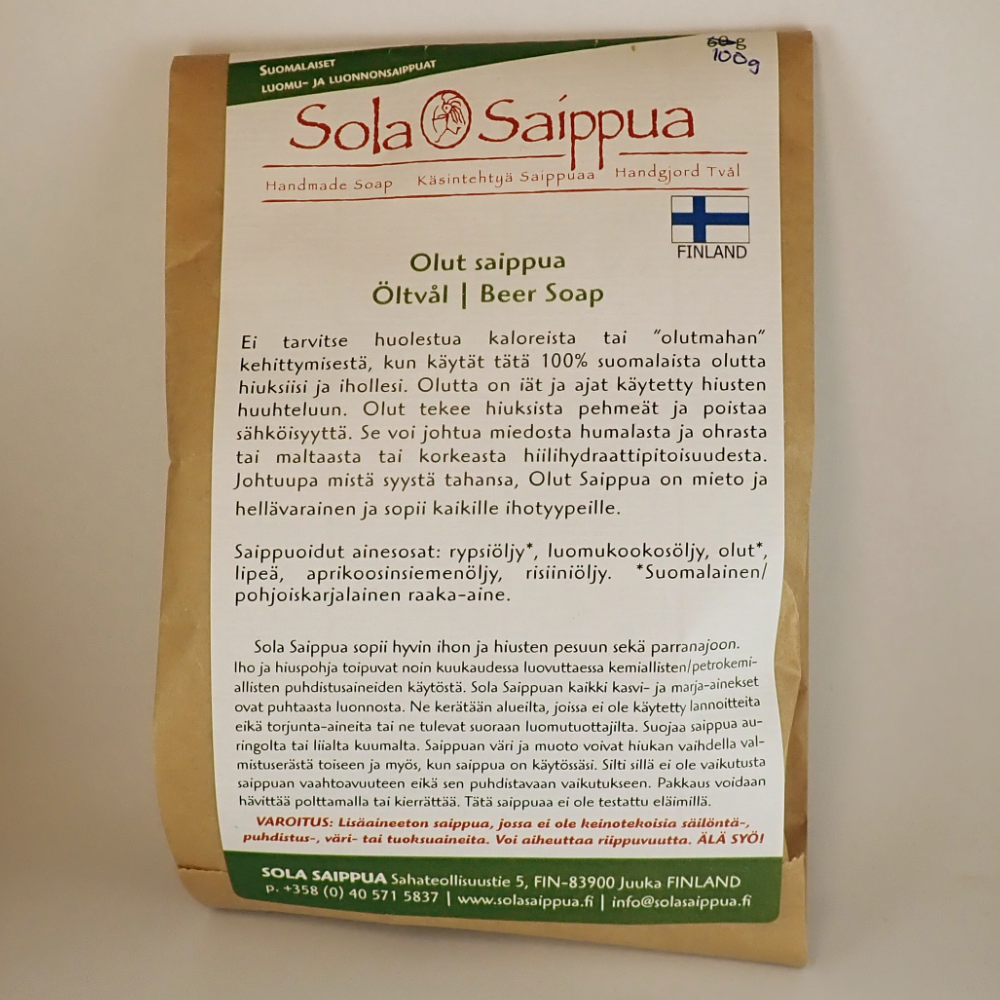 SUOMALAISET
LUOMU- JA LUONNONSAIPPUAT
60 g
100g
Sola Saippua
Handmade Soap Käsintehtyä Saippuaa Handgjord Tvål
FINLAND
Olut saippua
Öltvål | Beer Soap
Ei tarvitse huolestua kaloreista tai "olutmahan"
kehittymisestä, kun käytät tätä 100% suomalaista olutta
hiuksiisi ja ihollesi. Olutta on iät ja ajat käytetty hiusten
huuhteluun. Olut tekee hiuksista pehmeät ja poistaa
sähköisyyttä. Se voi johtua miedosta humalasta ja ohrasta
tai maltaasta tai korkeasta hiilihydraattipitoisuudesta.
Johtuupa mistä syystä tahansa, Olut Saippua on mieto ja
hellävarainen ja sopii kaikille ihotyypeille.
Saippuoidut ainesosat: rypsiöljy*, luomukookosöljy, olut*,
lipeä, aprikoosinsiemenöljy, risiiniöljy. *Suomalainen/
pohjoiskarjalainen raaka-aine.
Sola Saippua sopii hyvin ihon ja hiusten pesuun sekä parranajoon.
Iho ja hiuspohja toipuvat noin kuukaudessa luovuttaessa kemiallisten/petrokemi-
allisten puhdistusaineiden käytöstä. Sola Saippuan kaikki kasvi- ja marja-ainekset
ovat puhtaasta luonnosta. Ne kerätään alueilta, joissa ei ole käytetty lannoitteita
eikä torjunta-aineita tai ne tulevat suoraan luomutuottajilta. Suojaa saippua au-
ringolta tai liialta kuumalta. Saippuan väri ja muoto voivat hiukan vaihdella val-
mistuserästä toiseen ja myös, kun saippua on käytössäsi. Silti sillä ei ole vaikutusta
saippuan vaahtoavuuteen eikä sen puhdistavaan vaikutukseen. Pakkaus voidaan
hävittää polttamalla tai kierrättää. Tätä saippuaa ei ole testattu eläimillä.
VAROITUS: Lisäaineeton saippua, jossa ei ole keinotekoisia säilöntä-,
puhdistus-, väri- tai tuoksuaineita. Voi aiheuttaa riippuvuutta. ÄLÄ SYÖ!
SOLA SAIPPUA Sahateollisuustie 5, FIN-83900 Juuka FINLAND
p. +358 (0) 40 571 5837 | www.solasaippua.fi | info@solasaippua.fi